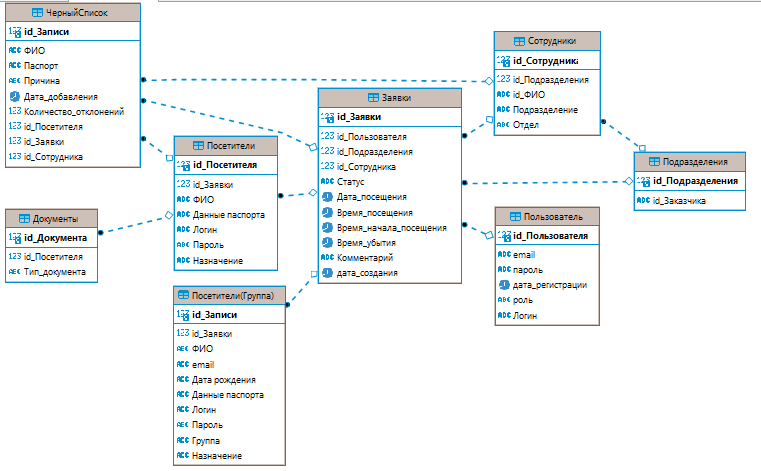 ЧерныйСписок
id_Записи
ФИО
Паспорт
Причина
Дата_добавления
Количество_отклонений
id_Посетителя
id_Заявки
id_Сотрудника
Документы
id_Документа
id_Посетителя
Тип_документа
Посетители
id_Посетителя
id_Заявки
ФИО
Данные паспорта
Логин
Пароль
Назначение
Посетители(Группа)
id_Записи
id_Заявки
ФИО
email
Дата рождения
Данные паспорта
Логин
Пароль
Группа
Назначение
Заявки
id_Заявки
id_Пользователя
id_Подразделения
id_Сотрудника
Статус
Дата_посещения
Время_посещения
Время_начала_посещения
Время_убытия
Комментарий
дата_создания
Сотрудники
id_Сотрудника
id_Подразделения
id_ФИО
Подразделение
Отдел
Пользователь
id_Пользователя
email
пароль
дата_регистрации
роль
Логин
Подразделения
id_Подразделения
id_Заказчика